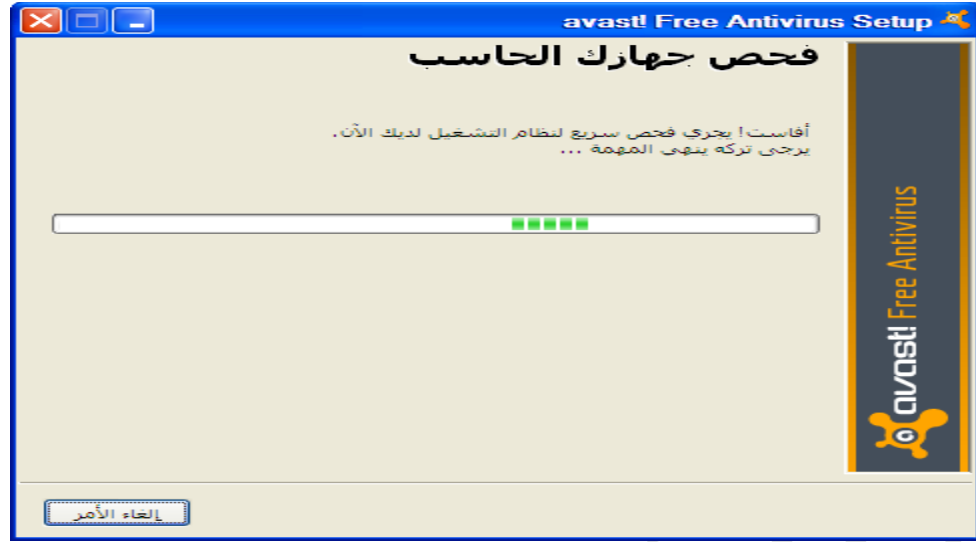 avast! Free Antivirus Setup
فحص جهازك الحاسب
أفاست! يجري فحص سريع لنظام التشغيل لديك الآن.
يرجى تركه ينهي المهمة ...
avast! Free Antivirus
إلغاء الأمر